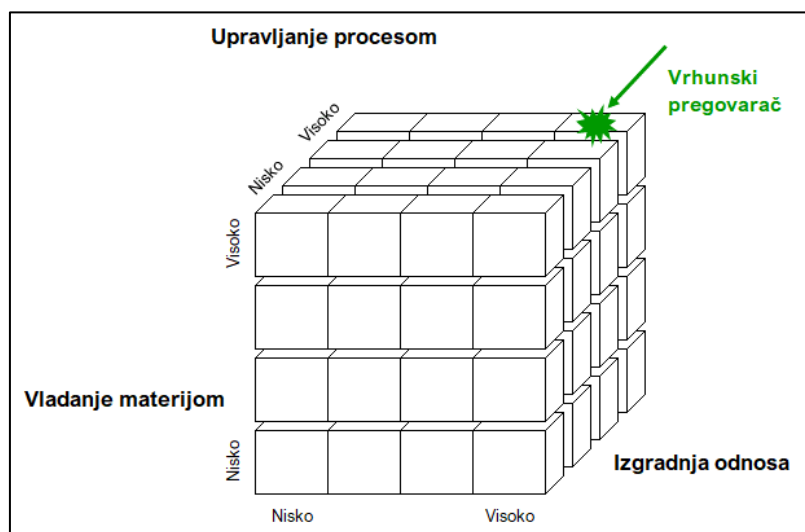 Upravljanje procesom
Vrhunski
pregovarač
Visoko
Nisko
Visoko
Vladanje materijom
Nisko
Izgradnja odnosa
Nisko
Visoko